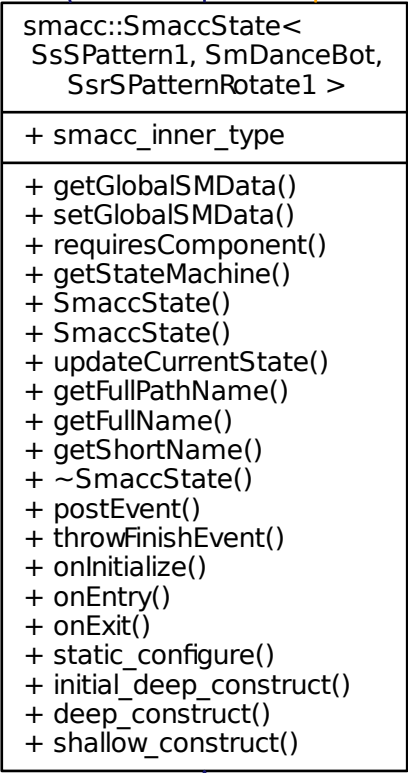 smacc::SmaccState<
SsSPattern1, SmDanceBot,
SsrSPatternRotate1 >
+ smacc_inner_type
+ getGlobalSMData()
+ setGlobalSMData()
+ requiresComponent()
+ getStateMachine()
+ SmaccState()
+ SmaccState()
+ updateCurrentState()
+ getFullPathName()
+ getFullName()
+ getShortName()
+ ~SmaccState()
+ postEvent()
+ throwFinishEvent()
+ onInitialize()
+ onEntry()
+ onExit()
+ static_configure()
+ initial_deep_construct()
+ deep_construct()
+ shallow_construct()